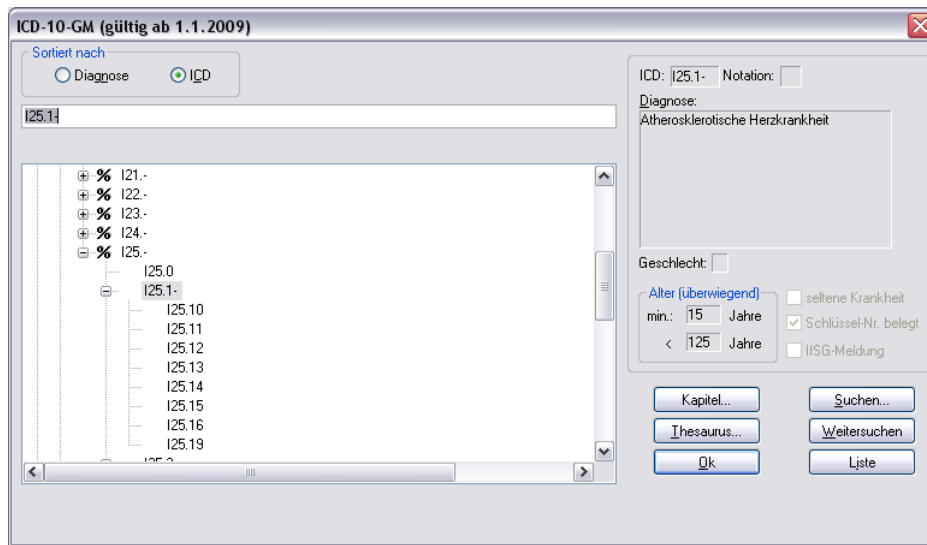 ICD-10-GM (gültig ab 1.1.2009)
Sortiert nach
Diagnose ICD
I25.1-
% I21.-
% I22.-
% I23.-
% I24.-
% I25.-
I25.0
I25.1-
I25.10
I25.11
I25.12
I25.13
I25.14
I25.15
I25.16
I25.19
ICD: I25.1- Notation:
Diagnose:
Atherosklerotische Herzkrankheit
Geschlecht:
Alter (überwiegend)
min.: 15 Jahre
< 125 Jahre
seltene Krankheit
Schlüssel-Nr. belegt
IfSG-Meldung
Kapitel... Suchen...
Thesaurus... Weitersuchen
Ok Liste